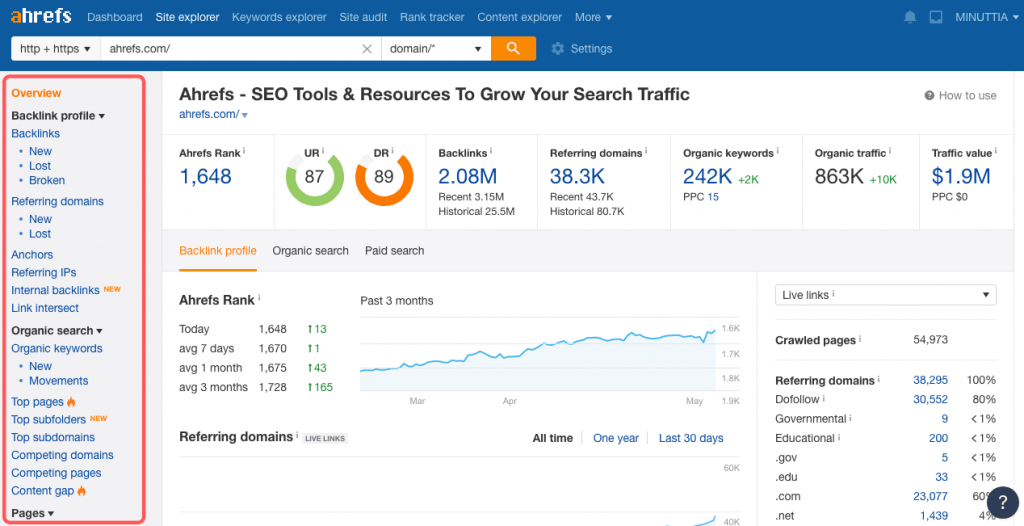 ahrefs Dashboard Site explorer Keywords explorer Site audit Rank tracker Content explorer More MINUTTIA
http + https ahrefs.com/ domain/* Settings
Overview
Backlink profile
Backlinks
New
Lost
Broken
Referring domains
New
Lost
Anchors
Referring IPs
Internal backlinks NEW
Link intersect
Organic search
Organic keywords
New
Movements
Top pages
Top subfolders NEW
Top subdomains
Competing domains
Competing pages
Content gap
Pages
Ahrefs - SEO Tools & Resources To Grow Your Search Traffic
? How to use
ahrefs.com/
Ahrefs Rank i
1,648
UR i
87
DR i
89
Backlinks i
2.08M
Recent 3.15M
Historical 25.5M
Referring domains i
38.3K
Recent 43.7K
Historical 80.7K
Organic keywords i
242K +2K
PPC 15
Organic traffic i
863K +10K
Traffic value i
$1.9M
PPC $0
Backlink profile Organic search Paid search
Ahrefs Rank i
Today 1,648 ↑13
avg 7 days 1,670 ↑1
avg 1 month 1,675 ↑43
avg 3 months 1,728 ↑165
Past 3 months
1.6K
1.7K
1.8K
1.9K
Mar Apr May
Referring domains i LIVE LINKS
All time One year Last 30 days
60K
40K
Live links i
Crawled pages i 54,973
Referring domains i 38,295 100%
Dofollow i 30,552 80%
Governmental i 9 <1%
Educational i 200 <1%
.gov 5 <1%
.edu 33 <1%
.com 23,077 60%
.net 1,439 4%
?